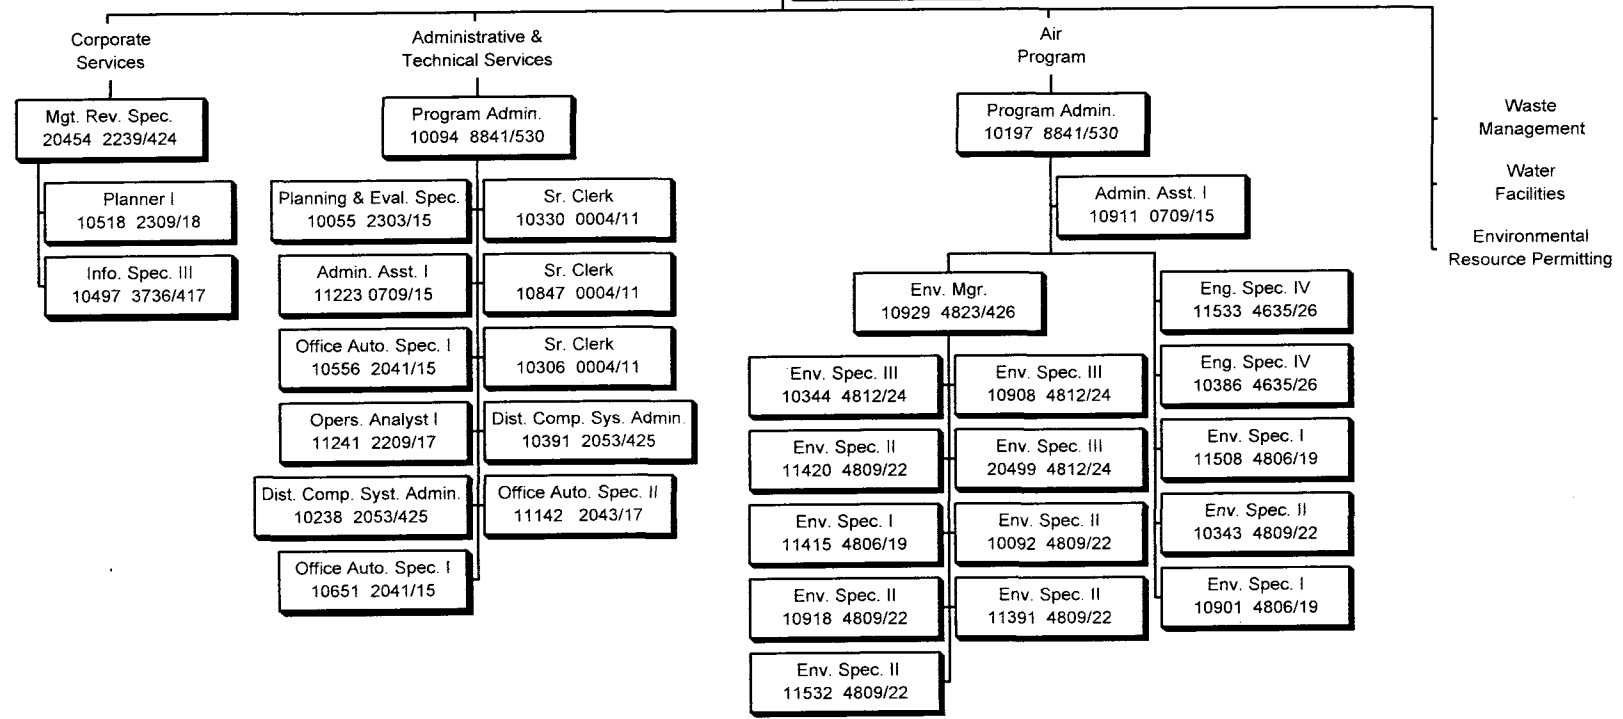 Corporate
Services
Mgt. Rev. Spec.
20454 2239/424
Planner I
10518 2309/18
Info. Spec. III
10497 3736/417
Administrative &
Technical Services
Program Admin.
10094 8841/530
Planning & Eval. Spec.
10055 2303/15
Sr. Clerk
10330 0004/11
Admin. Asst. I
11223 0709/15
Sr. Clerk
10847 0004/11
Office Auto. Spec. I
10556 2041/15
Sr. Clerk
10306 0004/11
Opers. Analyst I
11241 2209/17
Dist. Comp. Sys. Admin.
10391 2053/425
Dist. Comp. Syst. Admin.
10238 2053/425
Office Auto. Spec. II
11142 2043/17
Office Auto. Spec. I
10651 2041/15
Air
Program
Program Admin.
10197 8841/530
Admin. Asst. I
10911 0709/15
Env. Mgr.
10929 4823/426
Env. Spec. III
10344 4812/24
Env. Spec. III
10908 4812/24
Env. Spec. II
11420 4809/22
Env. Spec. III
20499 4812/24
Env. Spec. I
11415 4806/19
Env. Spec. II
10092 4809/22
Env. Spec. II
10918 4809/22
Env. Spec. II
11391 4809/22
Env. Spec. II
11532 4809/22
Eng. Spec. IV
11533 4635/26
Eng. Spec. IV
10386 4635/26
Env. Spec. I
11508 4806/19
Env. Spec. II
10343 4809/22
Env. Spec. I
10901 4806/19
Waste
Management
Water
Facilities
Environmental
Resource Permitting